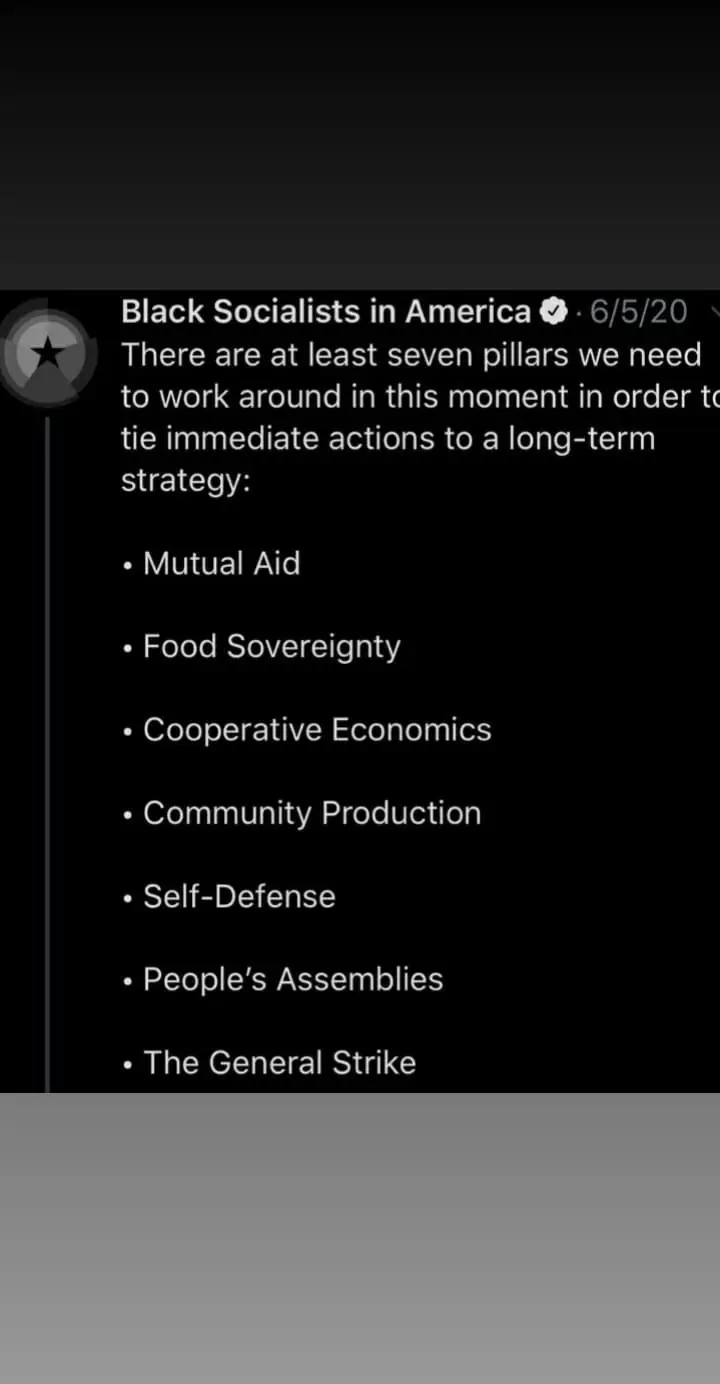 Black Socialists in America · 6/5/20
There are at least seven pillars we need
to work around in this moment in order to
tie immediate actions to a long-term
strategy:
• Mutual Aid
• Food Sovereignty
• Cooperative Economics
• Community Production
• Self-Defense
• People’s Assemblies
• The General Strike